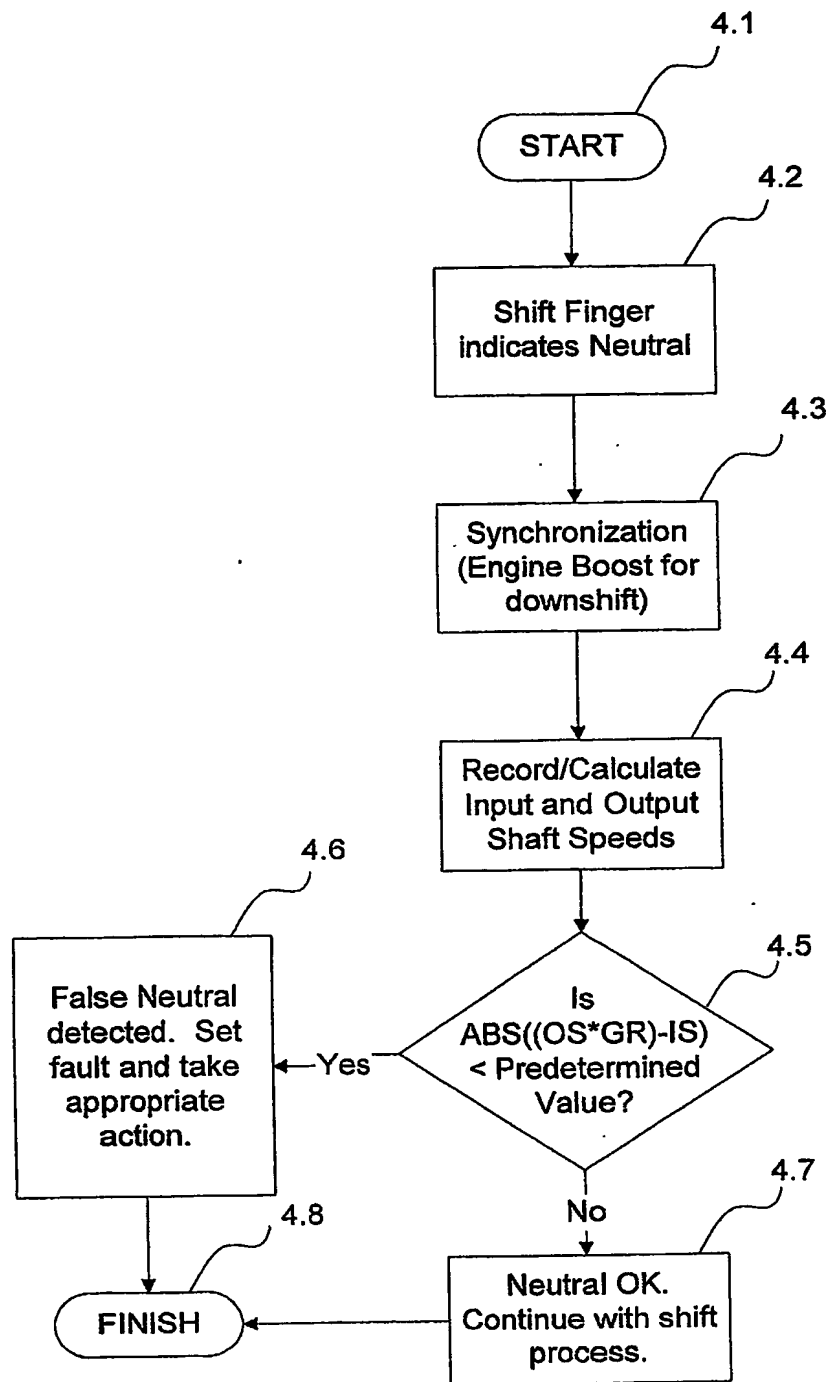 4.1
START
4.2
Shift Finger
indicates Neutral
4.3
Synchronization
(Engine Boost for
downshift)
4.4
Record/Calculate
Input and Output
Shaft Speeds
4.5
Is
ABS((OS*GR)-IS)
< Predetermined
Value?
Yes
4.6
False Neutral
detected. Set
fault and take
appropriate
action.
No
4.7
Neutral OK.
Continue with shift
process.
4.8
FINISH